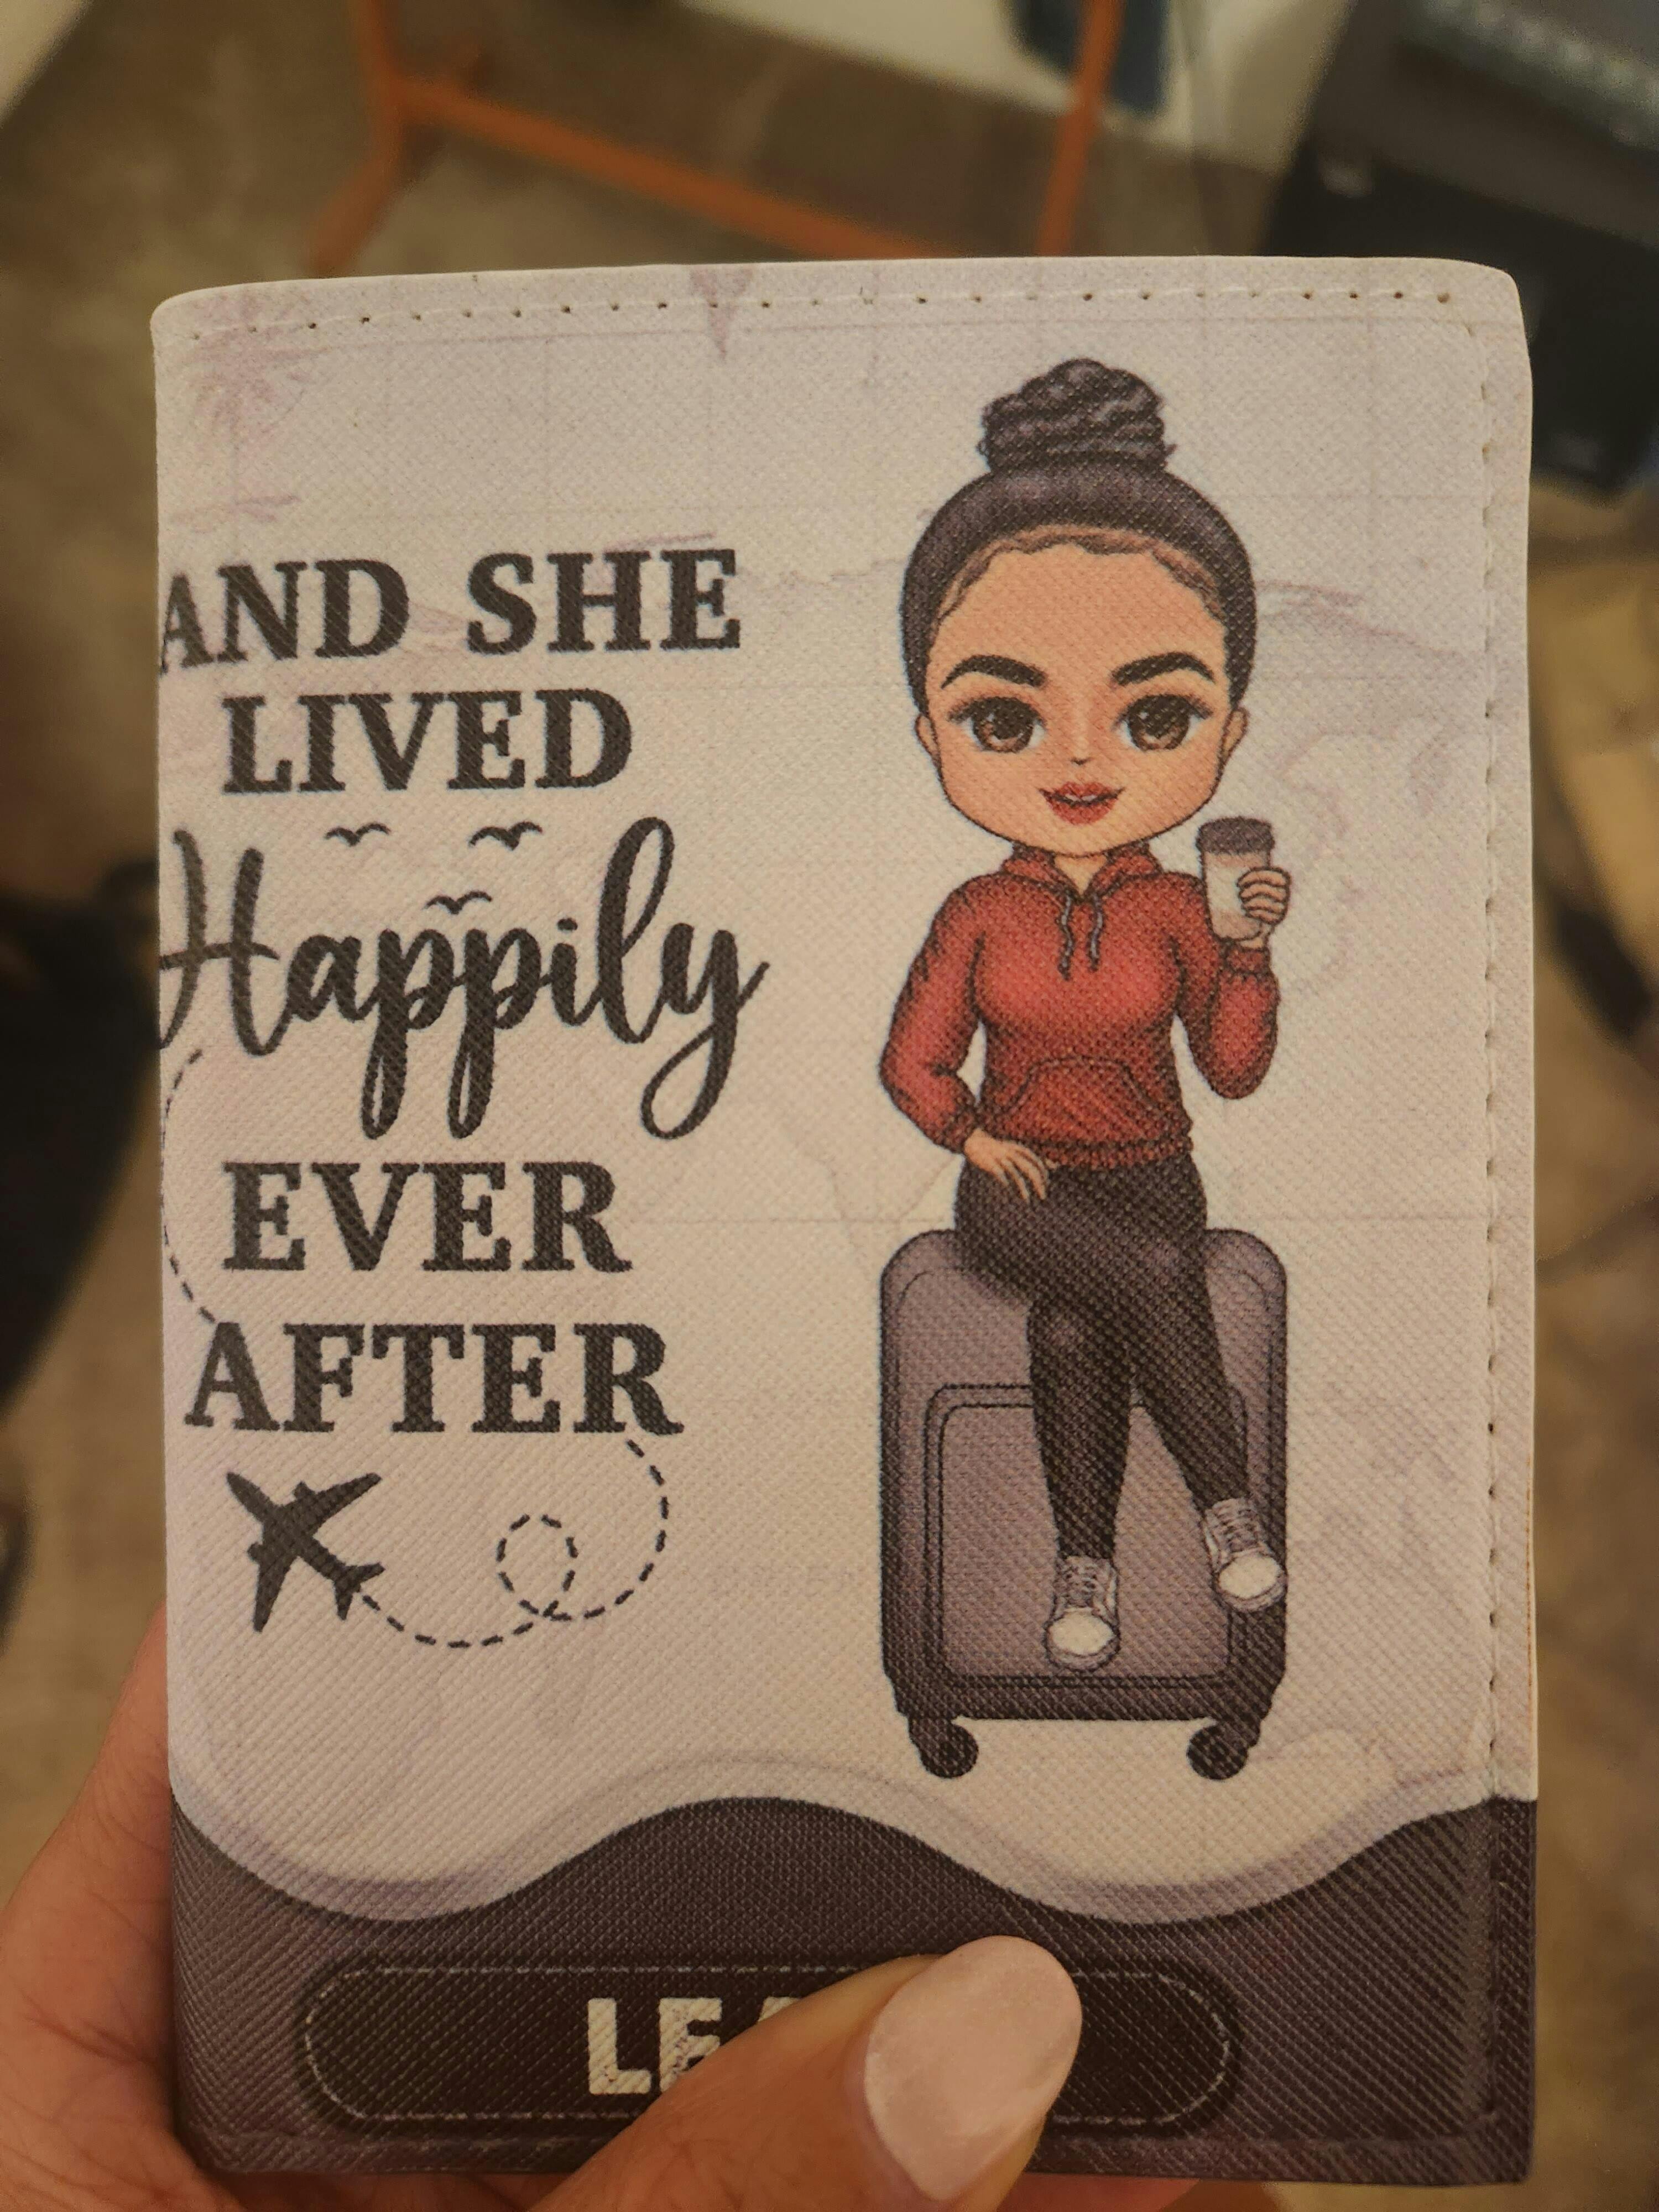 AND SHE
LIVED
Happily
EVER
AFTER